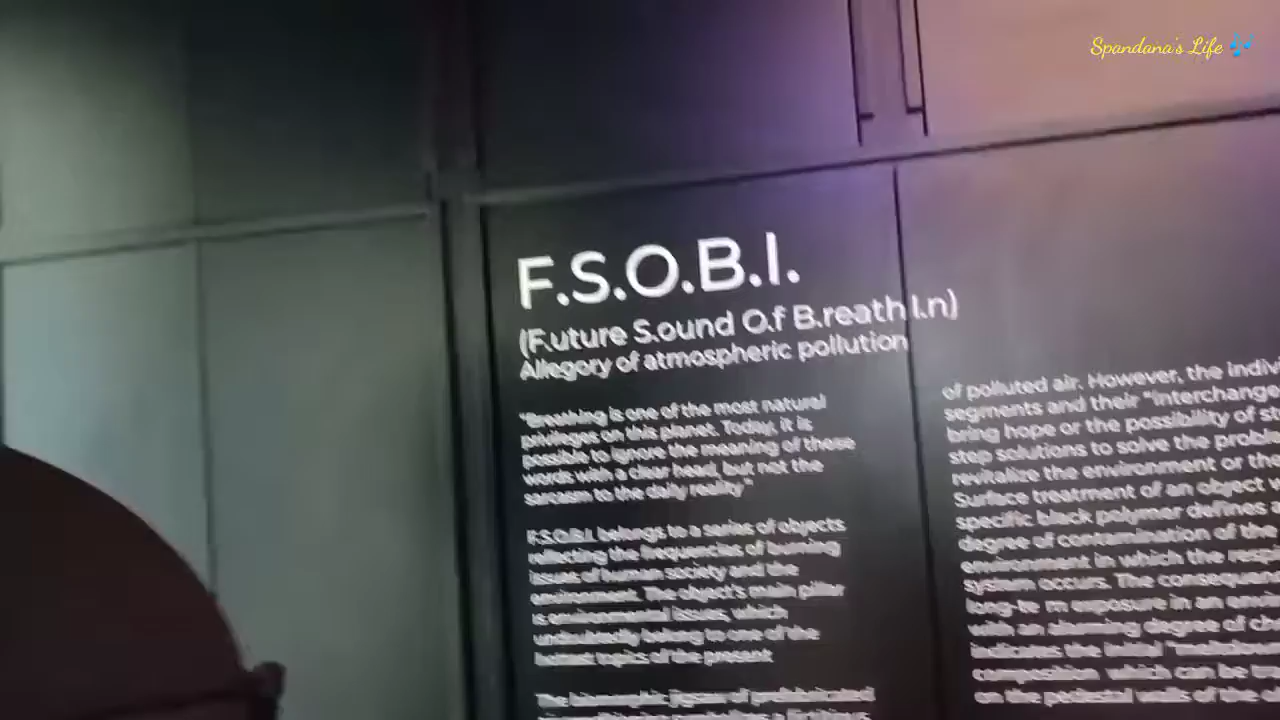 Spandana's Life
F.S.O.B.I.
(F.uture S.ound O.f B.reath I.n)
Allegory of atmospheric pollution
"Breathing is one of the most natural
privileges on this planet. Today, it is
possible to ignore the meaning of these
words with a clear head, but not the
sarcasm to the daily reality"
F.S.O.B.I. belongs to a series of objects
reflecting the frequencies of burning
issues of human society and the
environment. The object's main pillar
is environmental issues, which
undoubtedly belong to one of the
hottest topics of the present.
The biomorphic jigsaw of prefabricated
of polluted air. However, the indiv
segments and their "interchange
bring hope or the possibility of st
step solutions to solve the proble
revitalize the environment or the
Surface treatment of an object w
specific black polymer defines a
degree of contamination of the
environment in which the respi
system occurs. The consequen
long-te m exposure in an envi
with an alarming degree of ch
indicates the initial
composition which can be
on the pedestal walls of the